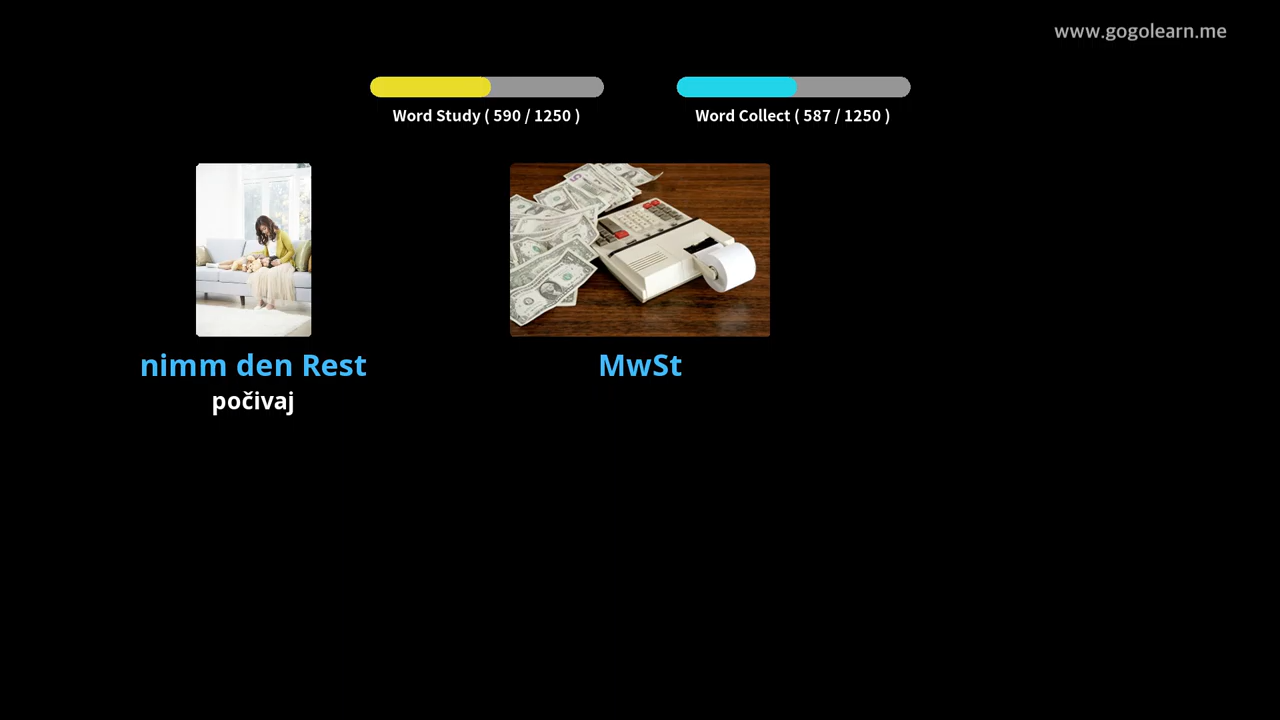 www.gogolearn.me
Word Study ( 590 / 1250 )
Word Collect ( 587 / 1250 )
nimm den Rest
počivaj
MwSt